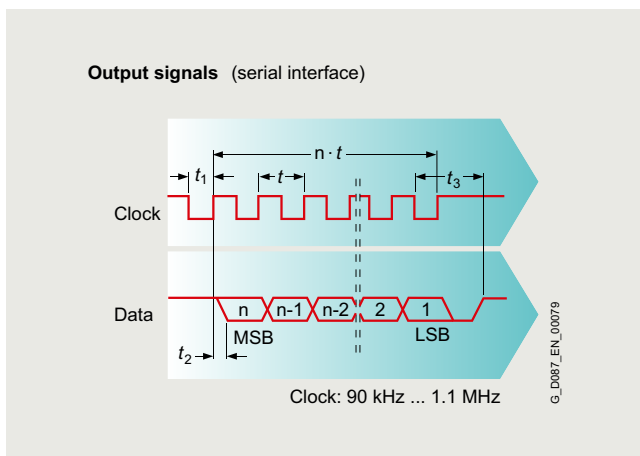 Output signals (serial interface)
n · t
t1 t t3
Clock
Data n n-1 n-2 2 1
MSB LSB
t2
Clock: 90 kHz ... 1.1 MHz
G_D087_EN_00079